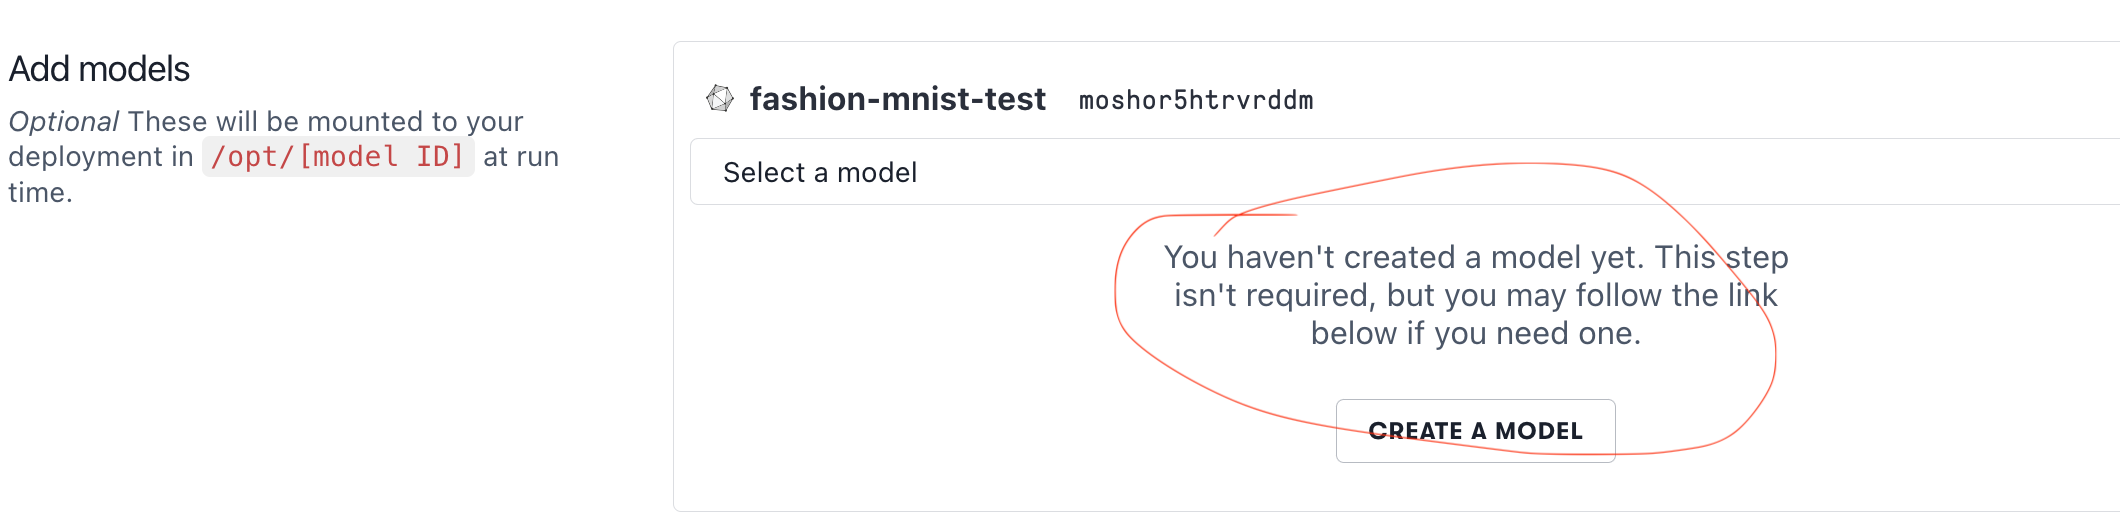 Add models
Optional These will be mounted to your
deployment in /opt/[model ID] at run
time.
fashion-mnist-test moshor5htrvrddm
Select a model
You haven't created a model yet. This step
isn't required, but you may follow the link
below if you need one.
CREATE A MODEL